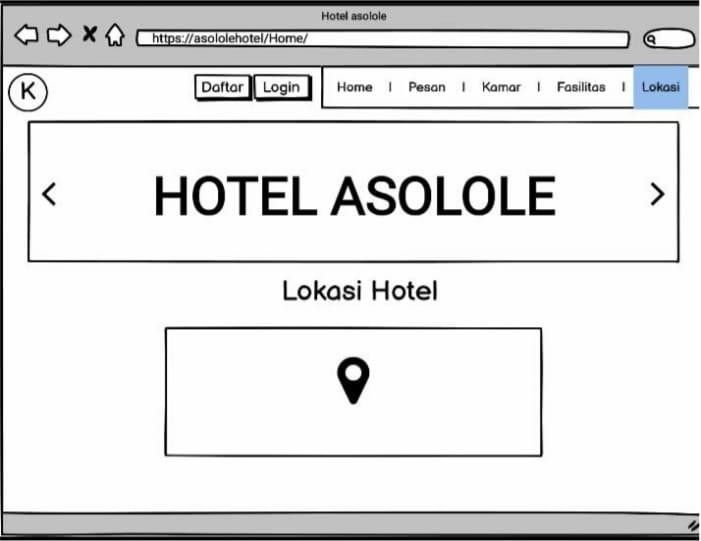 Hotel asolole
https://asololehotel/Home/
K
Daftar Login Home | Pesan | Kamar | Fasilitas | Lokasi
HOTEL ASOLOLE
Lokasi Hotel